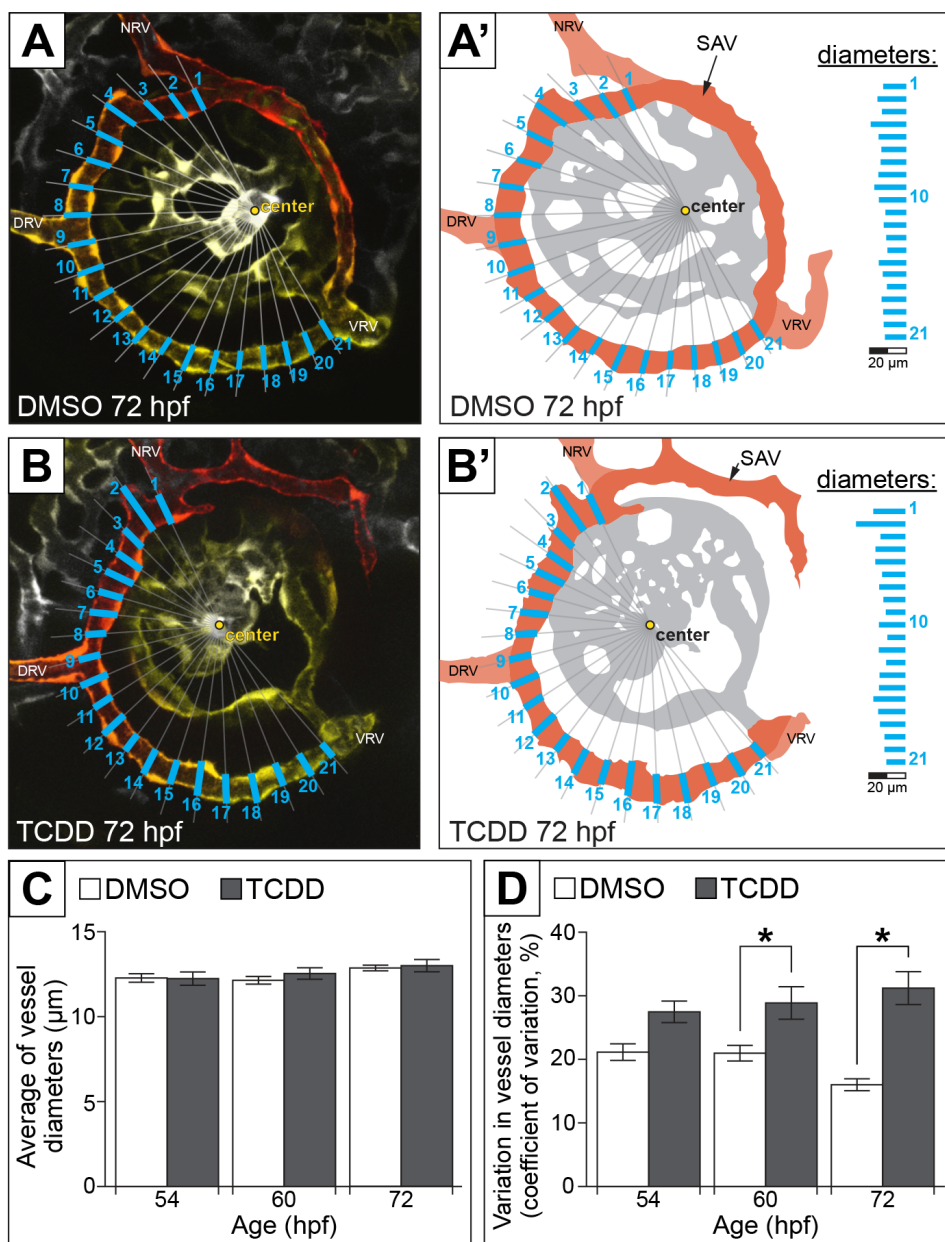 A
NRV
1
2
3
4
5
6
7
8
DRV
9
10
11
12
13
14
15
16
17
18
19
20
21
VRV
center
DMSO 72 hpf
A'
NRV
SAV
diameters:
1
2
3
4
5
6
7
8
DRV
9
10
11
12
13
14
15
16
17
18
19
20
21
VRV
center
1
10
21
20 µm
DMSO 72 hpf
B
NRV
1
2
3
4
5
6
7
8
DRV
9
10
11
12
13
14
15
16
17
18
19
20
21
VRV
center
TCDD 72 hpf
B'
NRV
SAV
diameters:
1
2
3
4
5
6
7
8
DRV
9
10
11
12
13
14
15
16
17
18
19
20
21
VRV
center
1
10
21
20 µm
TCDD 72 hpf
C
DMSO TCDD
Average of vessel
diameters (µm)
15
10
5
0
54 60 72
Age (hpf)
D
DMSO TCDD
Variation in vessel diameters
(coefficient of variation, %)
40
30
20
10
0
* *
54 60 72
Age (hpf)